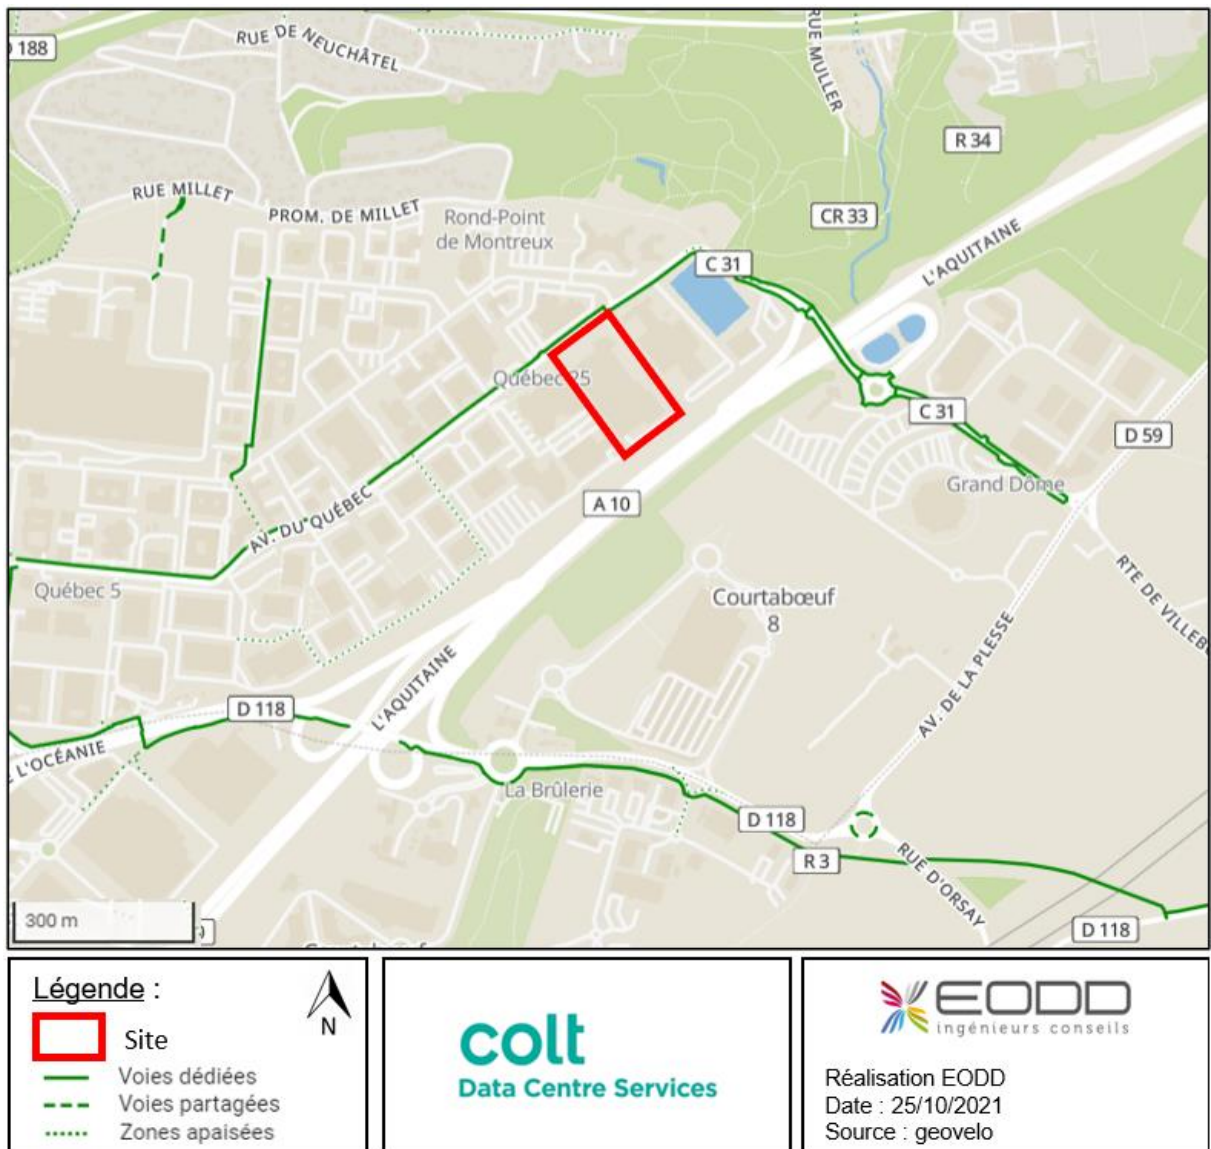 D 188
RUE DE NEUCHÂTEL
RUE MULLER
R 34
RUE MILLET
PROM. DE MILLET
Rond-Point
de Montreux
CR 33
C 31
L'AQUITAINE
Québec 25
C 31
D 59
Grand Dôme
A 10
AV. DU QUÉBEC
Québec 5
Courtabœuf
8
RTE DE VILLEB
AV. DE LA PLESSE
L'AQUITAINE
D 118
E L'OCÉANIE
La Brûlerie
D 118
R 3
RUE D'ORSAY
300 m
D 118
Légende :
N
Site
Voies dédiées
Voies partagées
Zones apaisées
colt
Data Centre Services
EODD
ingénieurs conseils
Réalisation EODD
Date : 25/10/2021
Source : geovelo